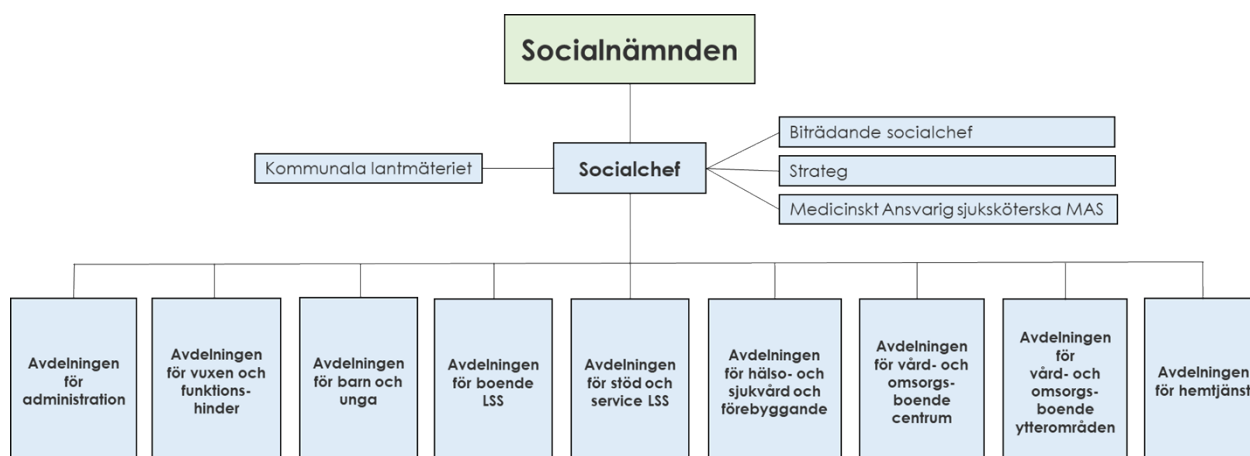 Socialnämnden
Biträdande socialchef
Kommunala lantmäteriet
Socialchef
Strateg
Medicinskt Ansvarig sjuksköterska MAS
Avdelningen
för
administration
Avdelningen
för vuxen och
funktions-
hinder
Avdelningen
för barn och
unga
Avdelningen
för boende
LSS
Avdelningen
för stöd och
service LSS
Avdelningen
för hälso- och
sjukvård och
förebyggande
Avdelningen
för vård- och
omsorgs-
boende
centrum
Avdelningen
för
vård- och
omsorgs-
boende
ytterområden
Avdelningen
för hemtjänst